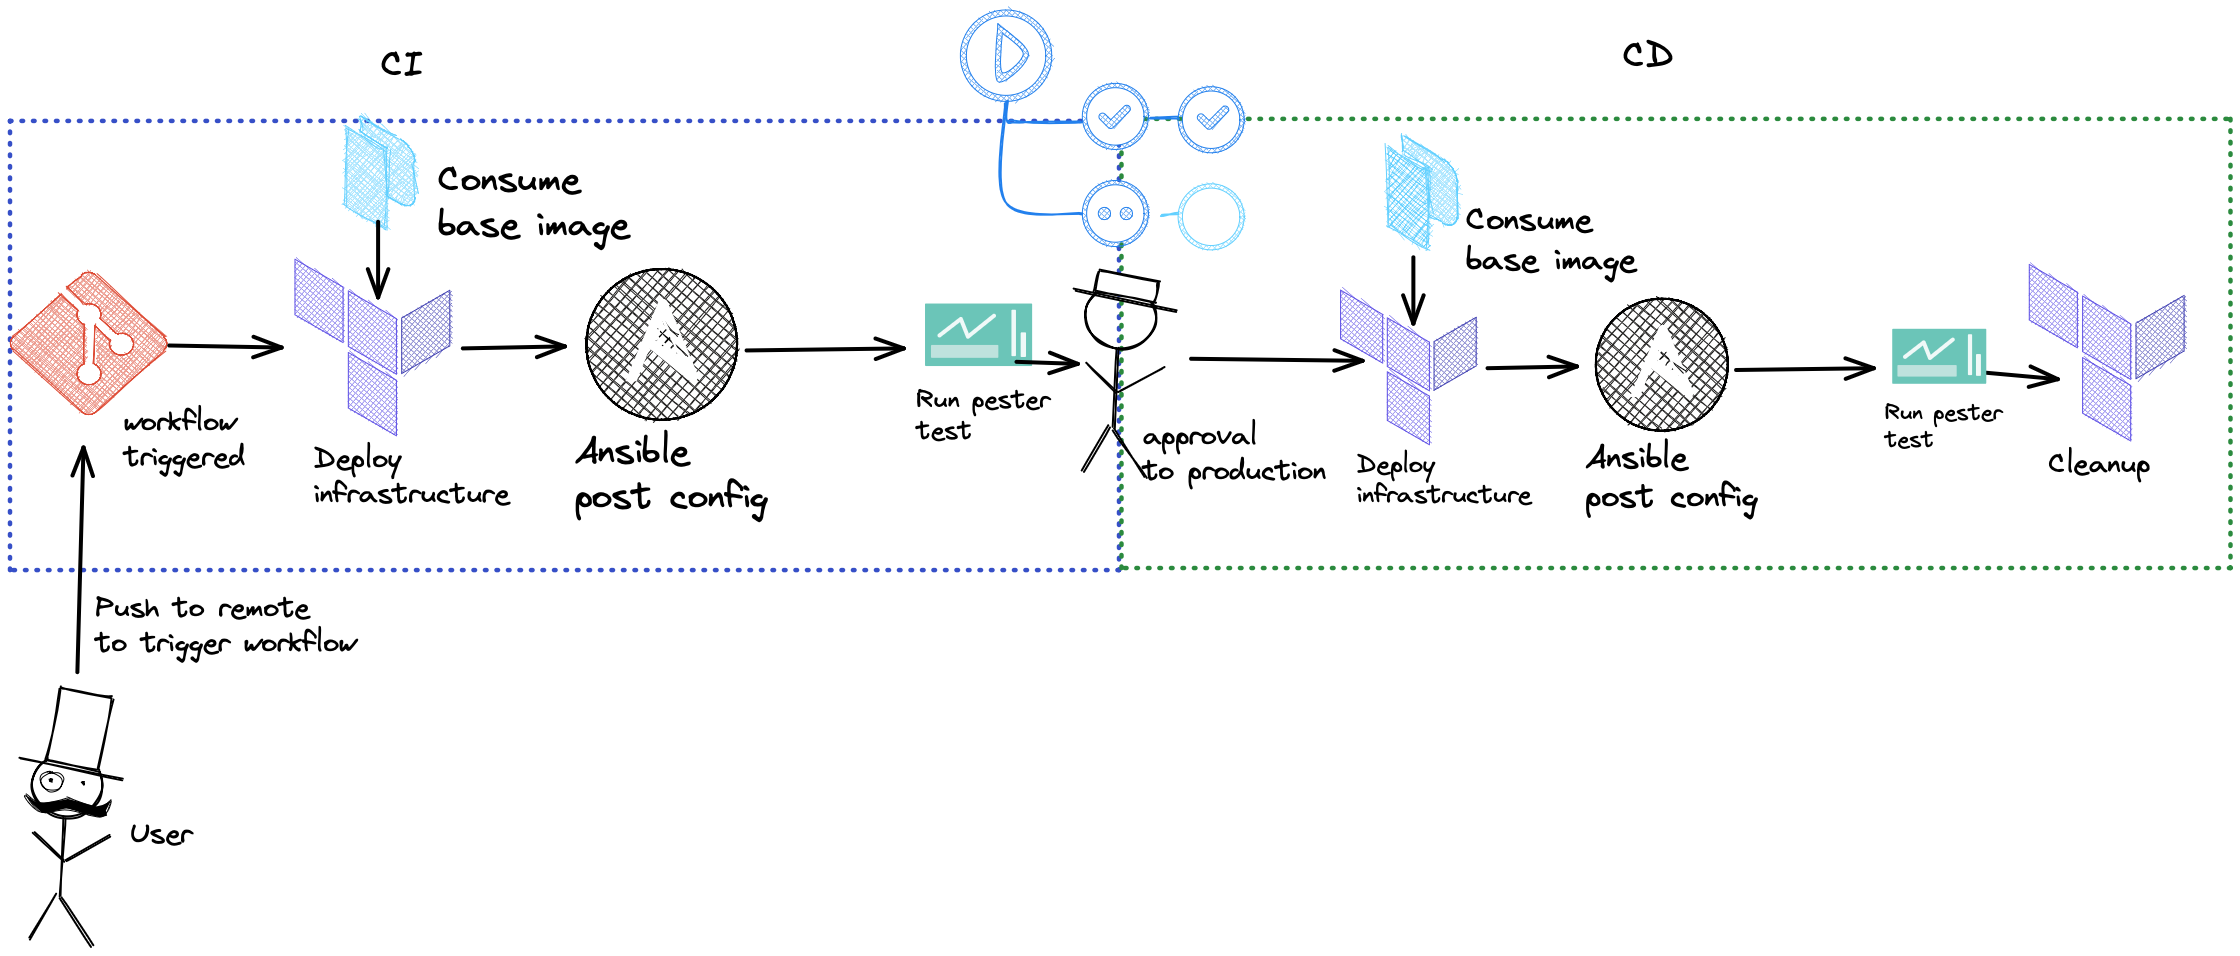 CI
CD
Consume
base image
workflow
triggered
Deploy
infrastructure
Ansible
post config
Run pester
test
approval
to production
Consume
base image
Deploy
infrastructure
Ansible
post config
Run pester
test
Cleanup
Push to remote
to trigger workflow
User